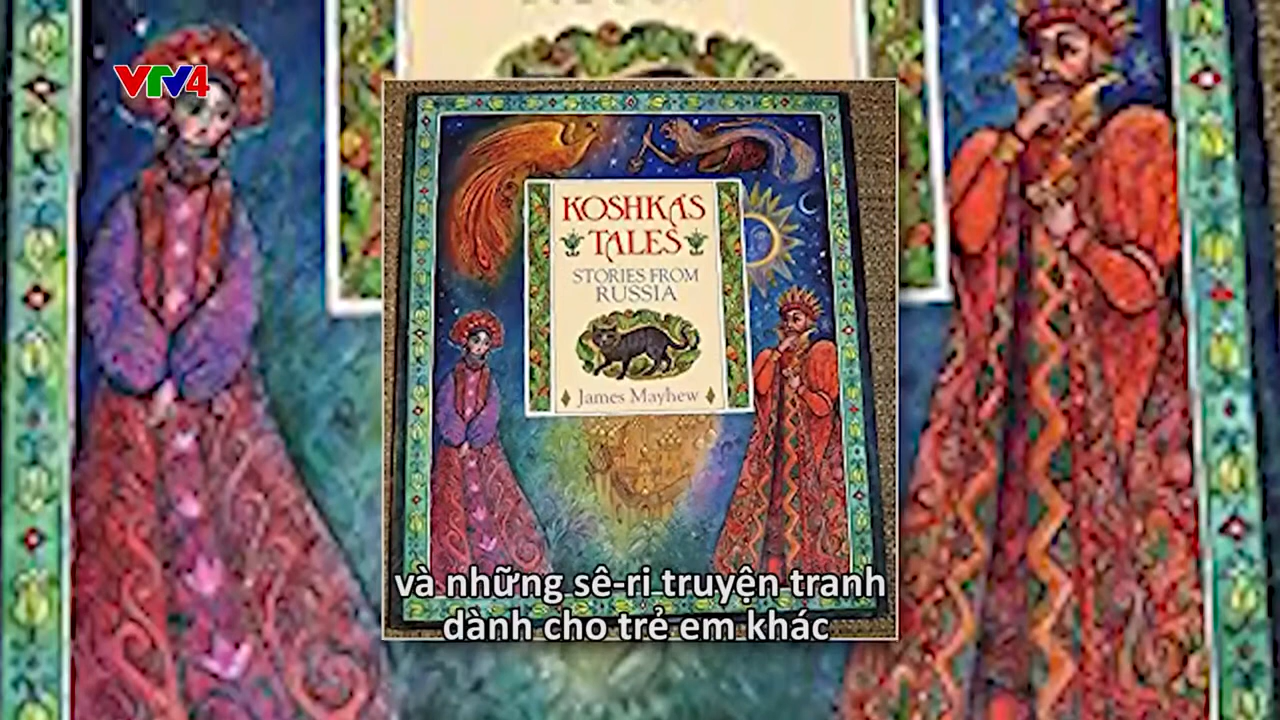 VTV4
KOSHKA'S
TALES
STORIES FROM
RUSSIA
James Mayhew
và những sê-ri truyện tranh
dành cho trẻ em khác